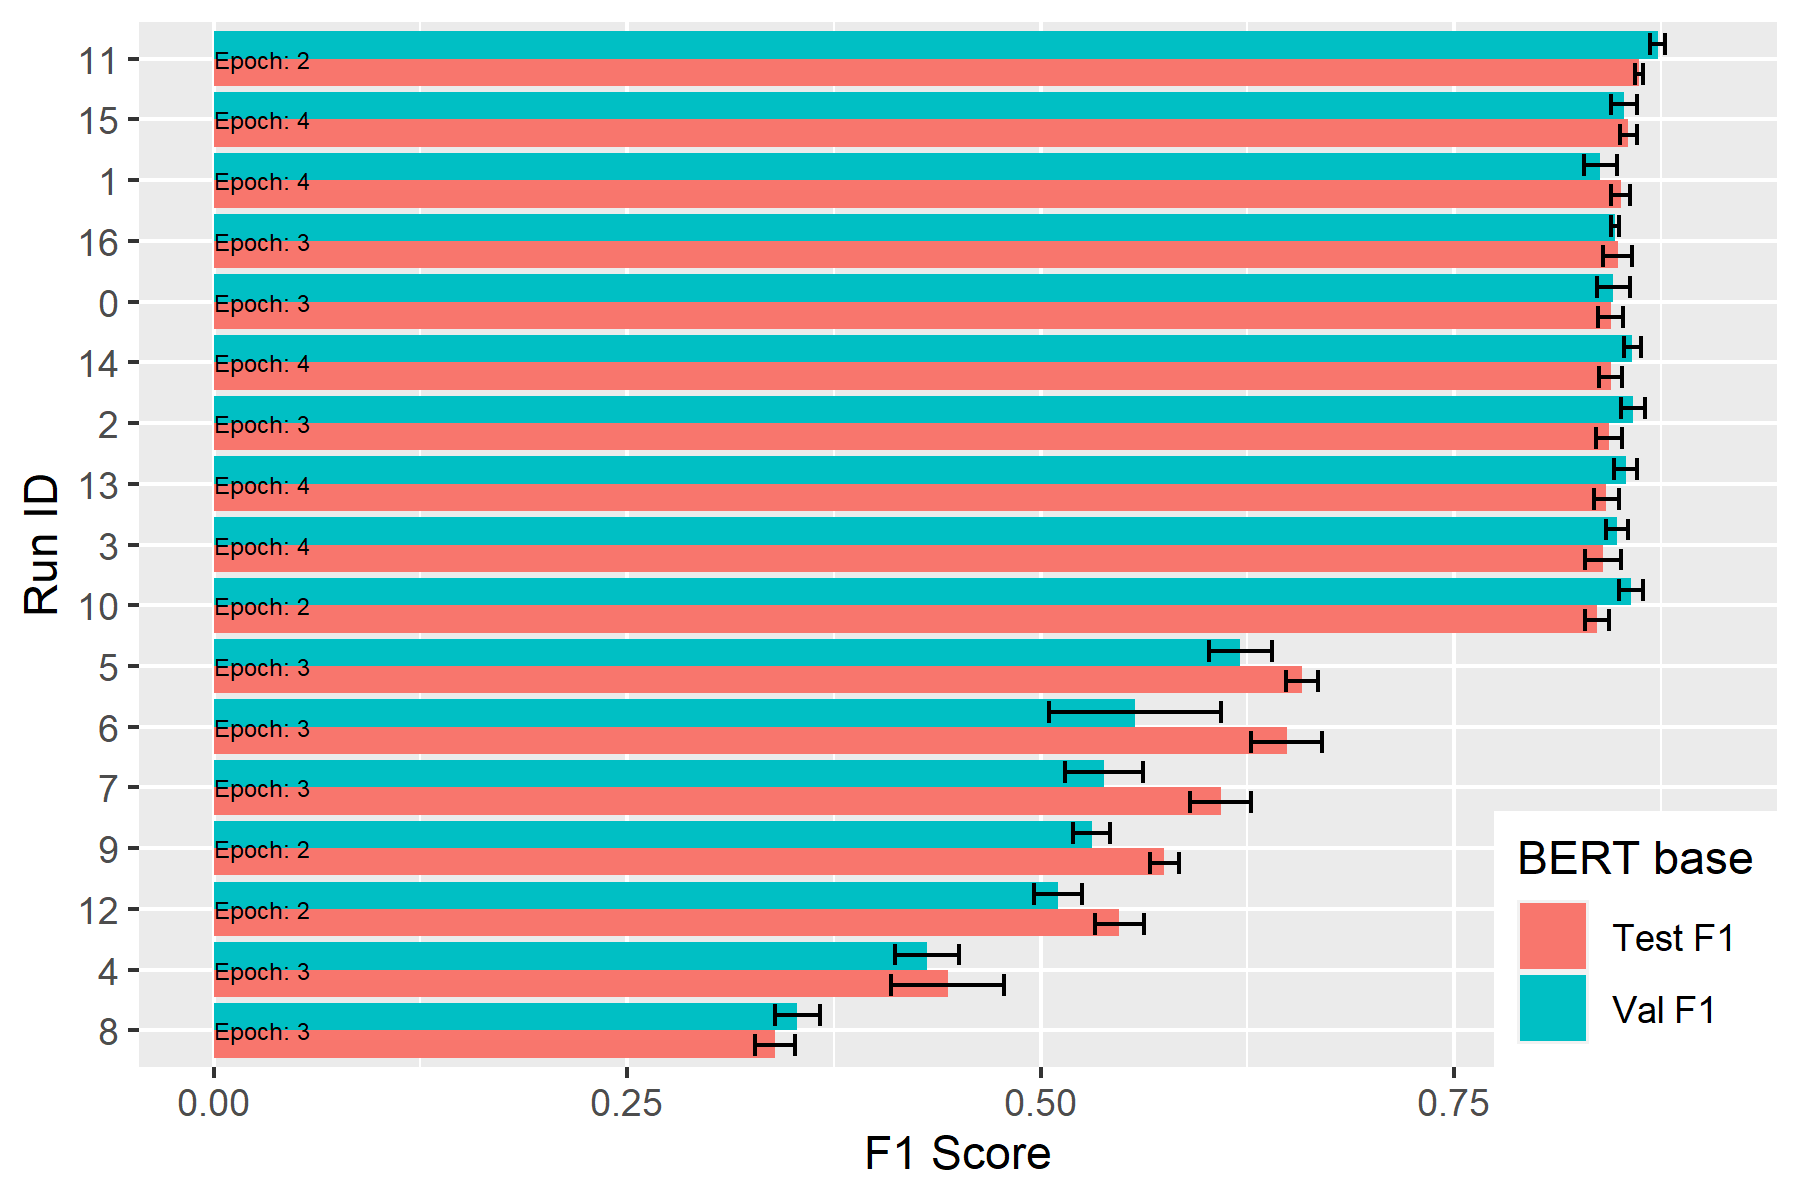 11
Epoch: 2
15
Epoch: 4
1
Epoch: 4
16
Epoch: 3
0
Epoch: 3
14
Epoch: 4
2
Epoch: 3
13
Epoch: 4
3
Epoch: 4
10
Epoch: 2
5
Epoch: 3
6
Epoch: 3
7
Epoch: 3
9
Epoch: 2
12
Epoch: 2
4
Epoch: 3
8
Epoch: 3
Run ID
0.00 0.25 0.50 0.75
F1 Score
BERT base
Test F1
Val F1